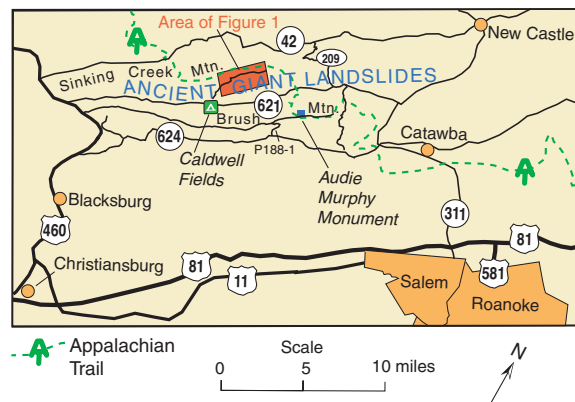 Area of Figure 1
42
209
New Castle
Sinking Creek Mtn.
ANCIENT GIANT LANDSLIDES
621
Brush Mtn
624
P188-1
Catawba
Caldwell
Fields
Audie
Murphy
Monument
Blacksburg
460
311
81
81
Christiansburg
11
581
Salem
Roanoke
Appalachian
Trail
Scale
0 5 10 miles
N